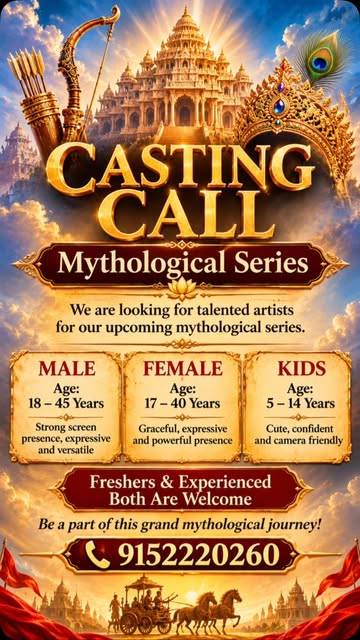 CASTING
CALL
Mythological Series
We are looking for talented artists
for our upcoming mythological series.
MALE
Age:
18 – 45 Years
Strong screen
presence, expressive
and versatile
FEMALE
Age:
17 – 40 Years
Graceful, expressive
and powerful presence
KIDS
Age:
5 – 14 Years
Cute, confident
and camera friendly
Freshers & Experienced
Both Are Welcome
Be a part of this grand mythological journey!
9152220260